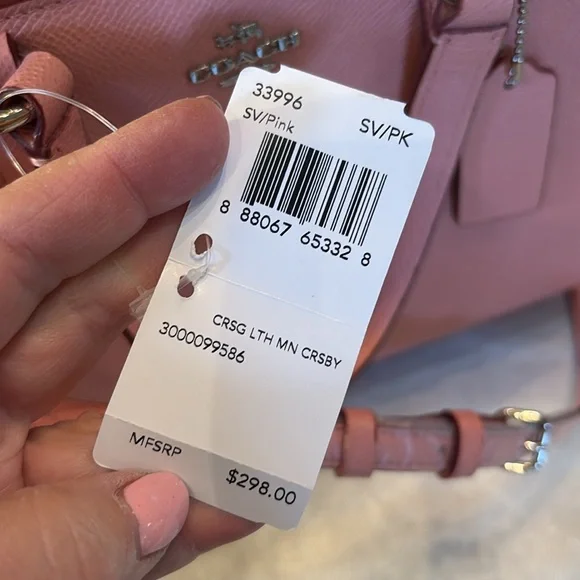 COACH
33996
SV/Pink SV/PK
8 88067 65332 8
CRSG LTH MN CRSBY
3000099586
MFSRP $298.00